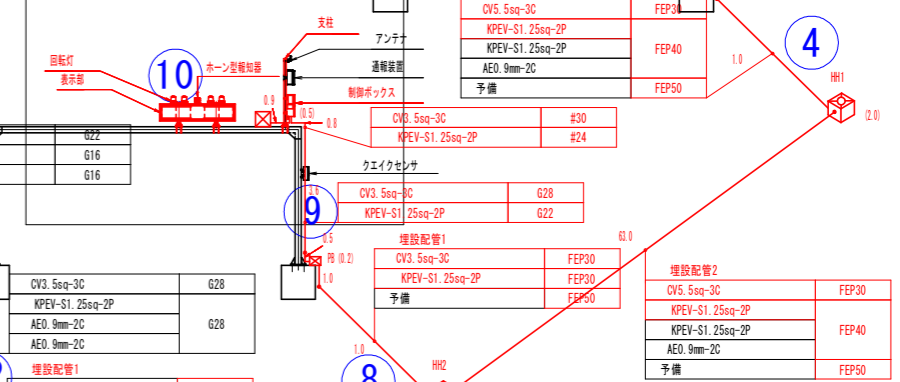 CV5.5sq-3C FEP30
KPEV-S1.25sq-2P
KPEV-S1.25sq-2P FEP40
AE0.9mm-2C
予備 FEP50
1.0
4
HH1
(2.0)
支柱
アンテナ
通報装置
制御ボックス
回転灯
表示部
10
ホーン型報知器
0.9
(0.5)
0.8
CV3.5sq-3C #30
KPEV-S1.25sq-2P #24
G22
G16
G16
クエイクセンサ
3.6
9
CV3.5sq-3C G28
KPEV-S1.25sq-2P G22
0.5
PB (0.2)
1.0
埋設配管1
CV3.5sq-3C FEP30
KPEV-S1.25sq-2P FEP30
予備 FEP50
63.0
埋設配管2
CV5.5sq-3C FEP30
KPEV-S1.25sq-2P
KPEV-S1.25sq-2P FEP40
AE0.9mm-2C
予備 FEP50
CV3.5sq-3C G28
KPEV-S1.25sq-2P
AE0.9mm-2C G28
AE0.9mm-2C
埋設配管1
1.0
8
HH2